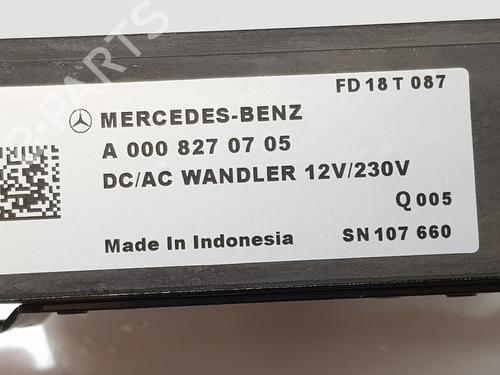 FD 18 T 087
MERCEDES-BENZ
A 000 827 07 05
DC/AC WANDLER 12V/230V
Q 005
Made In Indonesia
SN 107 660
PARTS